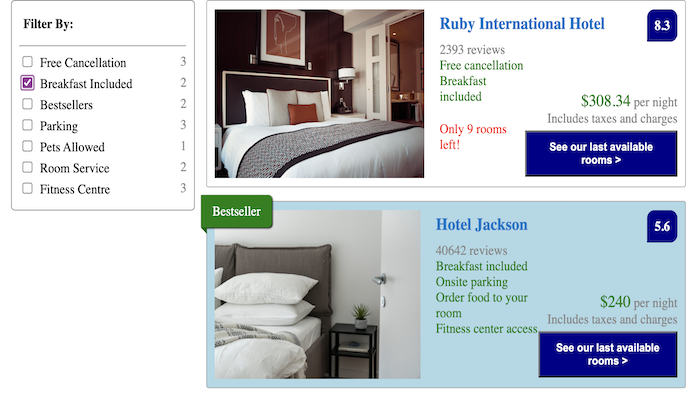 Filter By:
Free Cancellation 3
Breakfast Included 2
Bestsellers 2
Parking 3
Pets Allowed 1
Room Service 2
Fitness Centre 3
Ruby International Hotel
8.3
2393 reviews
Free cancellation
Breakfast
included
Only 9 rooms
left!
$308.34 per night
Includes taxes and charges
See our last available
rooms >
Bestseller
Hotel Jackson
5.6
40642 reviews
Breakfast included
Onsite parking
Order food to your
room
Fitness center access
$240 per night
Includes taxes and charges
See our last available
rooms >